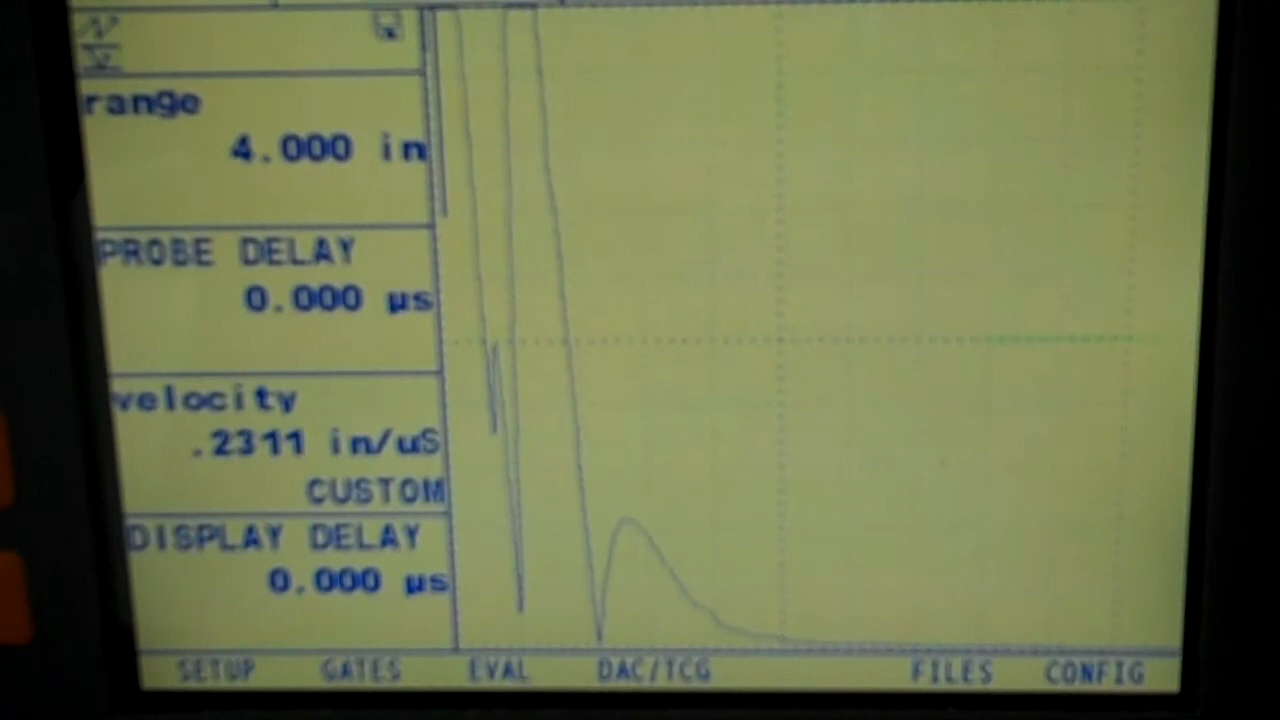 range
4.000 in
PROBE DELAY
0.000 µs
velocity
.2311 in/uS
CUSTOM
DISPLAY DELAY
0.000 µs
SETUP GATES EVAL DAC/TCG FILES CONFIG